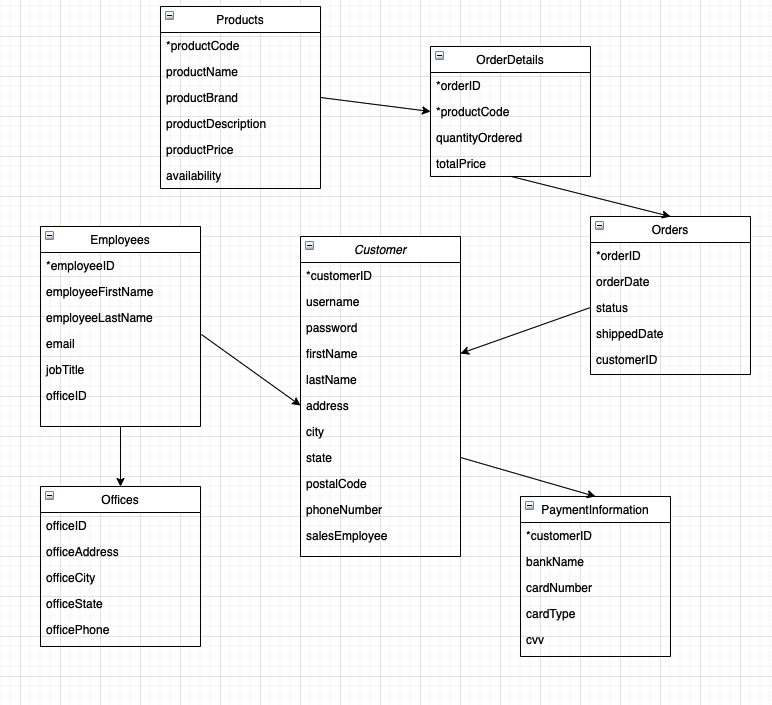 Products
*productCode
productName
productBrand
productDescription
productPrice
availability
OrderDetails
*orderID
*productCode
quantityOrdered
totalPrice
Employees
*employeeID
employeeFirstName
employeeLastName
email
jobTitle
officeID
Customer
*customerID
username
password
firstName
lastName
address
city
state
postalCode
phoneNumber
salesEmployee
Orders
*orderID
orderDate
status
shippedDate
customerID
Offices
officeID
officeAddress
officeCity
officeState
officePhone
PaymentInformation
*customerID
bankName
cardNumber
cardType
cvv